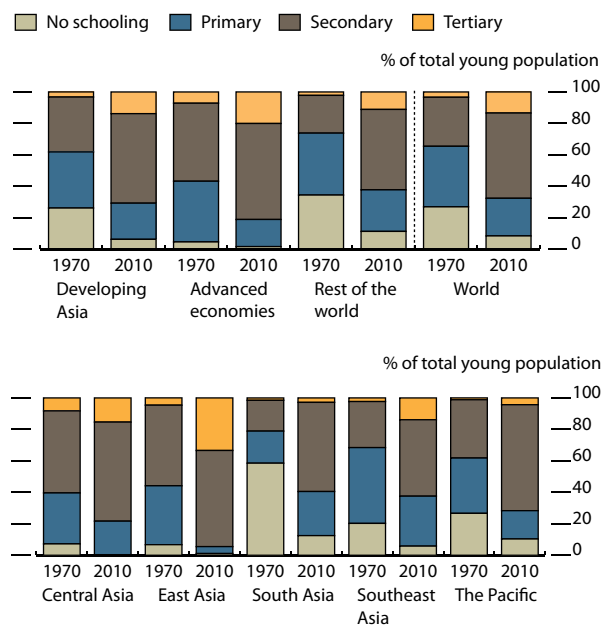 No schooling Primary Secondary Tertiary
% of total young population
100
80
60
40
20
0
1970 2010 1970 2010 1970 2010 1970 2010
Developing Asia Advanced economies Rest of the world World
% of total young population
100
80
60
40
20
0
1970 2010 1970 2010 1970 2010 1970 2010 1970 2010
Central Asia East Asia South Asia Southeast Asia The Pacific